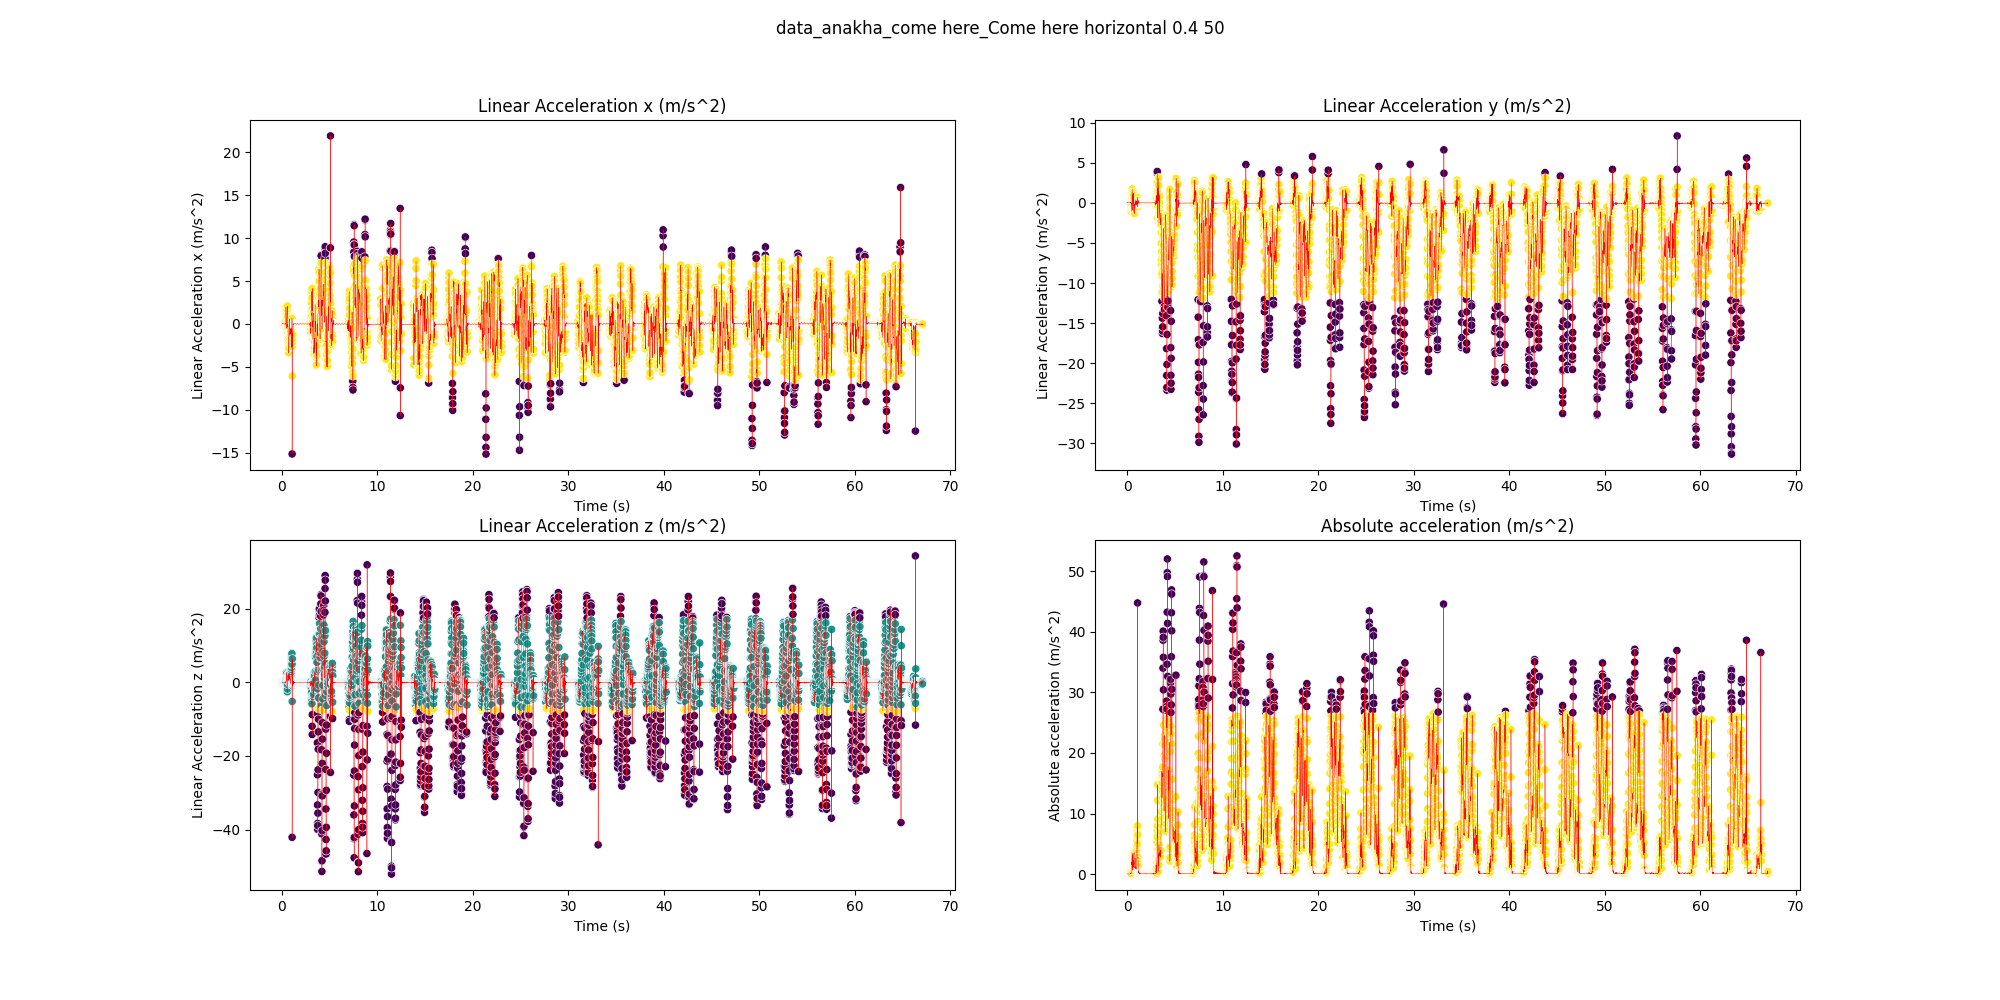 data_anakha_come here_Come here horizontal 0.4 50
Linear Acceleration x (m/s^2)
Linear Acceleration x (m/s^2)
20
15
10
5
0
−5
−10
−15
0 10 20 30 40 50 60 70
Time (s)
Linear Acceleration y (m/s^2)
Linear Acceleration y (m/s^2)
10
5
0
−5
−10
−15
−20
−25
−30
0 10 20 30 40 50 60 70
Time (s)
Linear Acceleration z (m/s^2)
Linear Acceleration z (m/s^2)
20
0
−20
−40
0 10 20 30 40 50 60 70
Time (s)
Absolute acceleration (m/s^2)
Absolute acceleration (m/s^2)
50
40
30
20
10
0
0 10 20 30 40 50 60 70
Time (s)